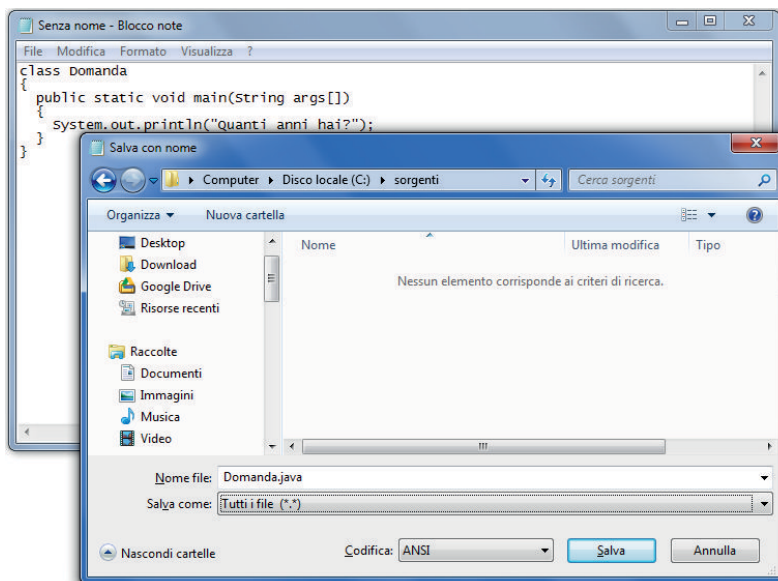 Senza nome - Blocco note
File Modifica Formato Visualizza ?
class Domanda
{
public static void main(String args[])
{
System.out.println("Quanti anni hai?");
}
}
Salva con nome
Computer Disco locale (C:) sorgenti
Cerca sorgenti
Organizza Nuova cartella
Nome Ultima modifica Tipo
Nessun elemento corrisponde ai criteri di ricerca.
Desktop
Download
Google Drive
Risorse recenti
Raccolte
Documenti
Immagini
Musica
Video
Nome file: Domanda.java
Salva come: Tutti i file (*.*)
Nascondi cartelle
Codifica: ANSI
Salva
Annulla